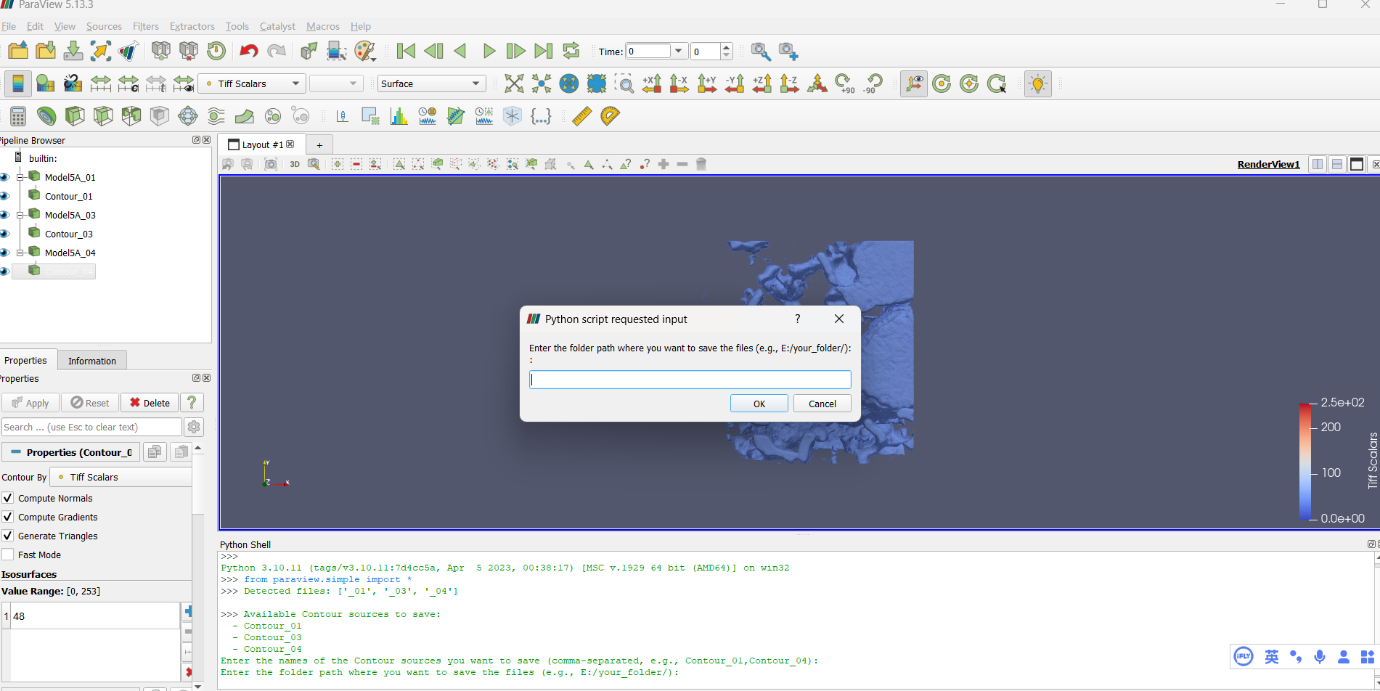 ParaView 5.13.3
File Edit View Sources Filters Extractors Tools Catalyst Macros Help
Time: 0 0
+X -X +Y -Y +Z -Z +90 -90
Tiff Scalars Surface
Pipeline Browser
Layout #1 +
builtin:
3D
RenderView1
Model5A_01
Contour_01
Model5A_03
Contour_03
Model5A_04
Python script requested input ? ×
Enter the folder path where you want to save the files (e.g., E:/your_folder/):
:
OK Cancel
Properties Information
Properties
Apply Reset Delete ?
Search ... (use Esc to clear text)
Properties (Contour_0
Contour By Tiff Scalars
Compute Normals
Compute Gradients
Generate Triangles
Fast Mode
Isosurfaces
Value Range: [0, 253]
1 48
Y
Z X
2.5e+02
200
100
0.0e+00
Tiff Scalars
Python Shell
>>>
Python 3.10.11 (tags/v3.10.11:7d4cc5a, Apr  5 2023, 00:38:17) [MSC v.1929 64 bit (AMD64)] on win32
>>> from paraview.simple import *
>>> Detected files: ['_01', '_03', '_04']
>>> Available Contour sources to save:
- Contour_01
- Contour_03
- Contour_04
Enter the names of the Contour sources you want to save (comma-separated, e.g., Contour_01,Contour_04):
Enter the folder path where you want to save the files (e.g., E:/your_folder/):
iFLY 英